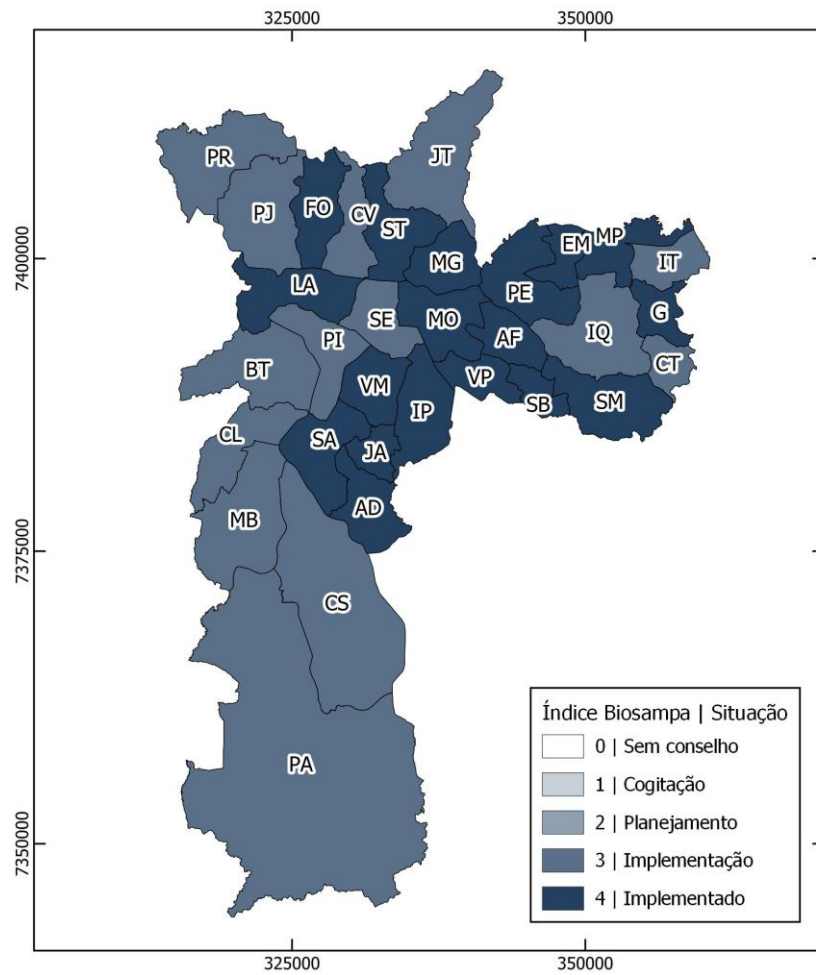 325000 350000
JT
PR
PJ
FO
CV
ST
7400000
EM
MP
MG
IT
LA
PE
G
SE
MO
IQ
AF
PI
CT
BT
VM
VP
SB
SM
IP
CL
SA
JA
AD
MB
7375000
CS
PA
7350000
Índice Biosampa | Situação
0 | Sem conselho
1 | Cogitação
2 | Planejamento
3 | Implementação
4 | Implementado
325000 350000